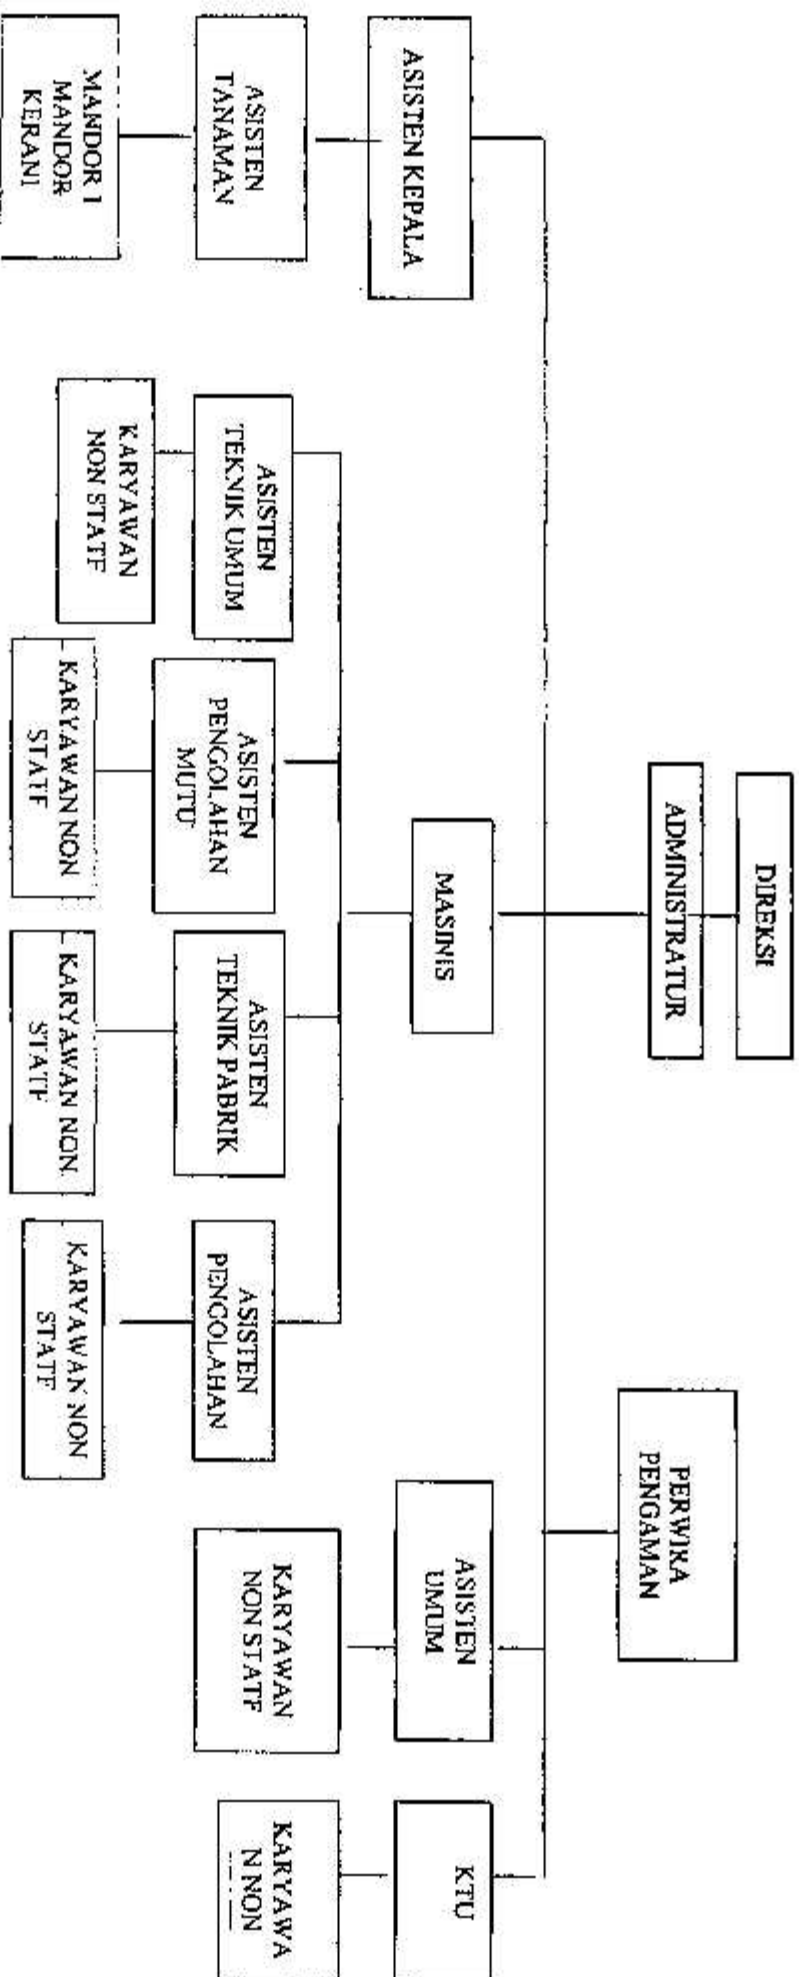 DIREKSI
ADMINISTRATUR
PERWIRA
PENGAMAN
ASISTEN KEPALA
MASINIS
ASISTEN
UMUM
KTU
ASISTEN
TANAMAN
ASISTEN
TEKNIK UMUM
ASISTEN
PENGOLAHAN
MUTU
ASISTEN
TEKNIK PABRIK
ASISTEN
PENGOLAHAN
KARYAWAN
NON STATF
KARYAWA
N NON
MANDOR 1
MANDOR
KERANI
KARYAWAN
NON STATF
KARYAWAN NON
STATF
KARYAWAN NON
STATF
KARYAWAN NON
STATF